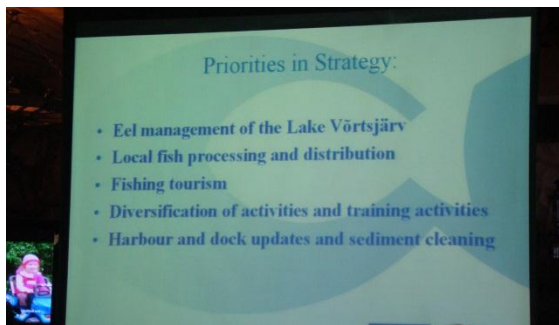 Priorities in Strategy:
• Eel management of the Lake Võrtsjärv
• Local fish processing and distribution
• Fishing tourism
• Diversification of activities and training activities
• Harbour and dock updates and sediment cleaning